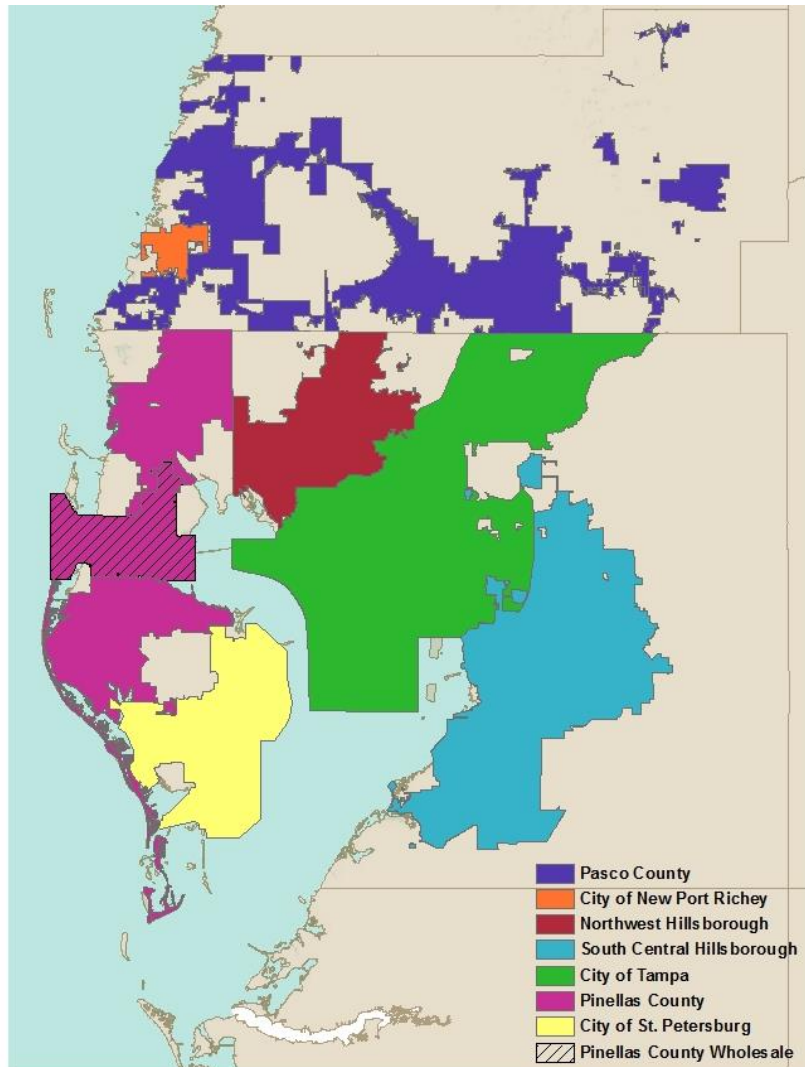 Pasco County
City of New Port Richey
Northwest Hillsborough
South Central Hillsborough
City of Tampa
Pinellas County
City of St. Petersburg
Pinellas County Wholesale